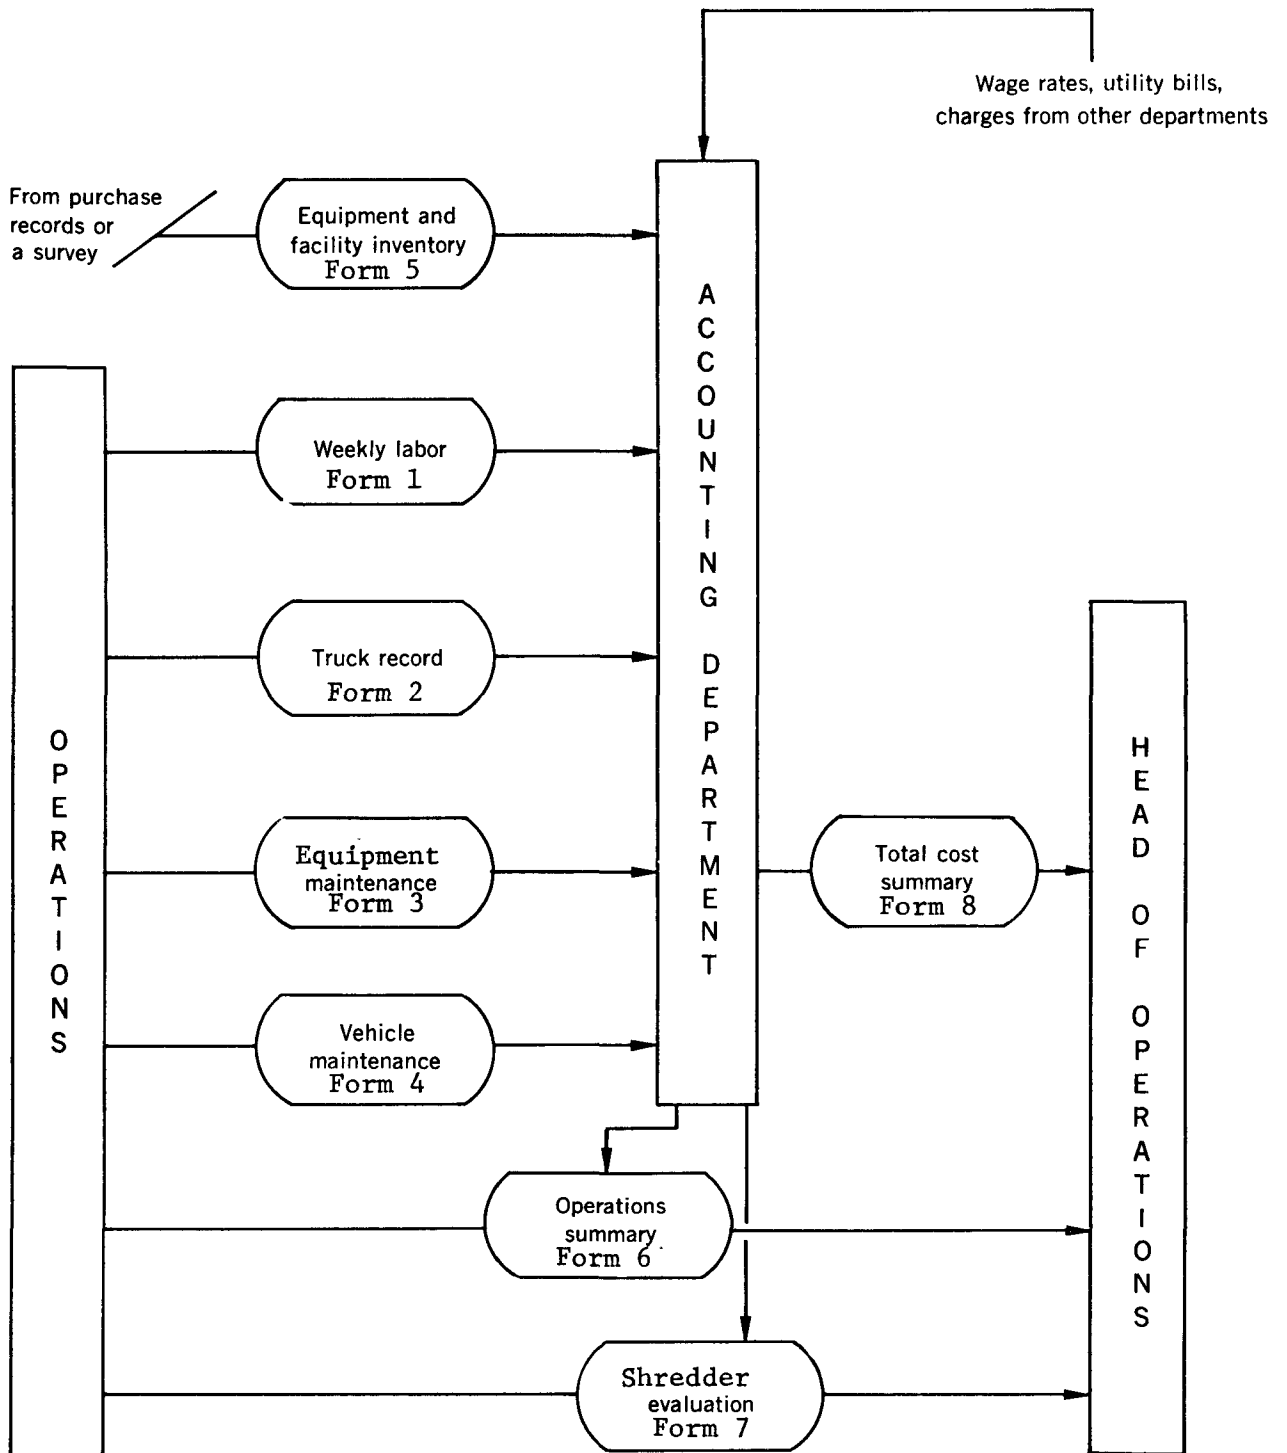 Wage rates, utility bills,
charges from other departments
From purchase
records or
a survey
Equipment and
facility inventory
Form 5
ACCOUNTING DEPARTMENT
OPERATIONS
Weekly labor
Form 1
Truck record
Form 2
Equipment
maintenance
Form 3
Vehicle
maintenance
Form 4
Total cost
summary
Form 8
HEAD OF OPERATIONS
Operations
summary
Form 6
Shredder
evaluation
Form 7